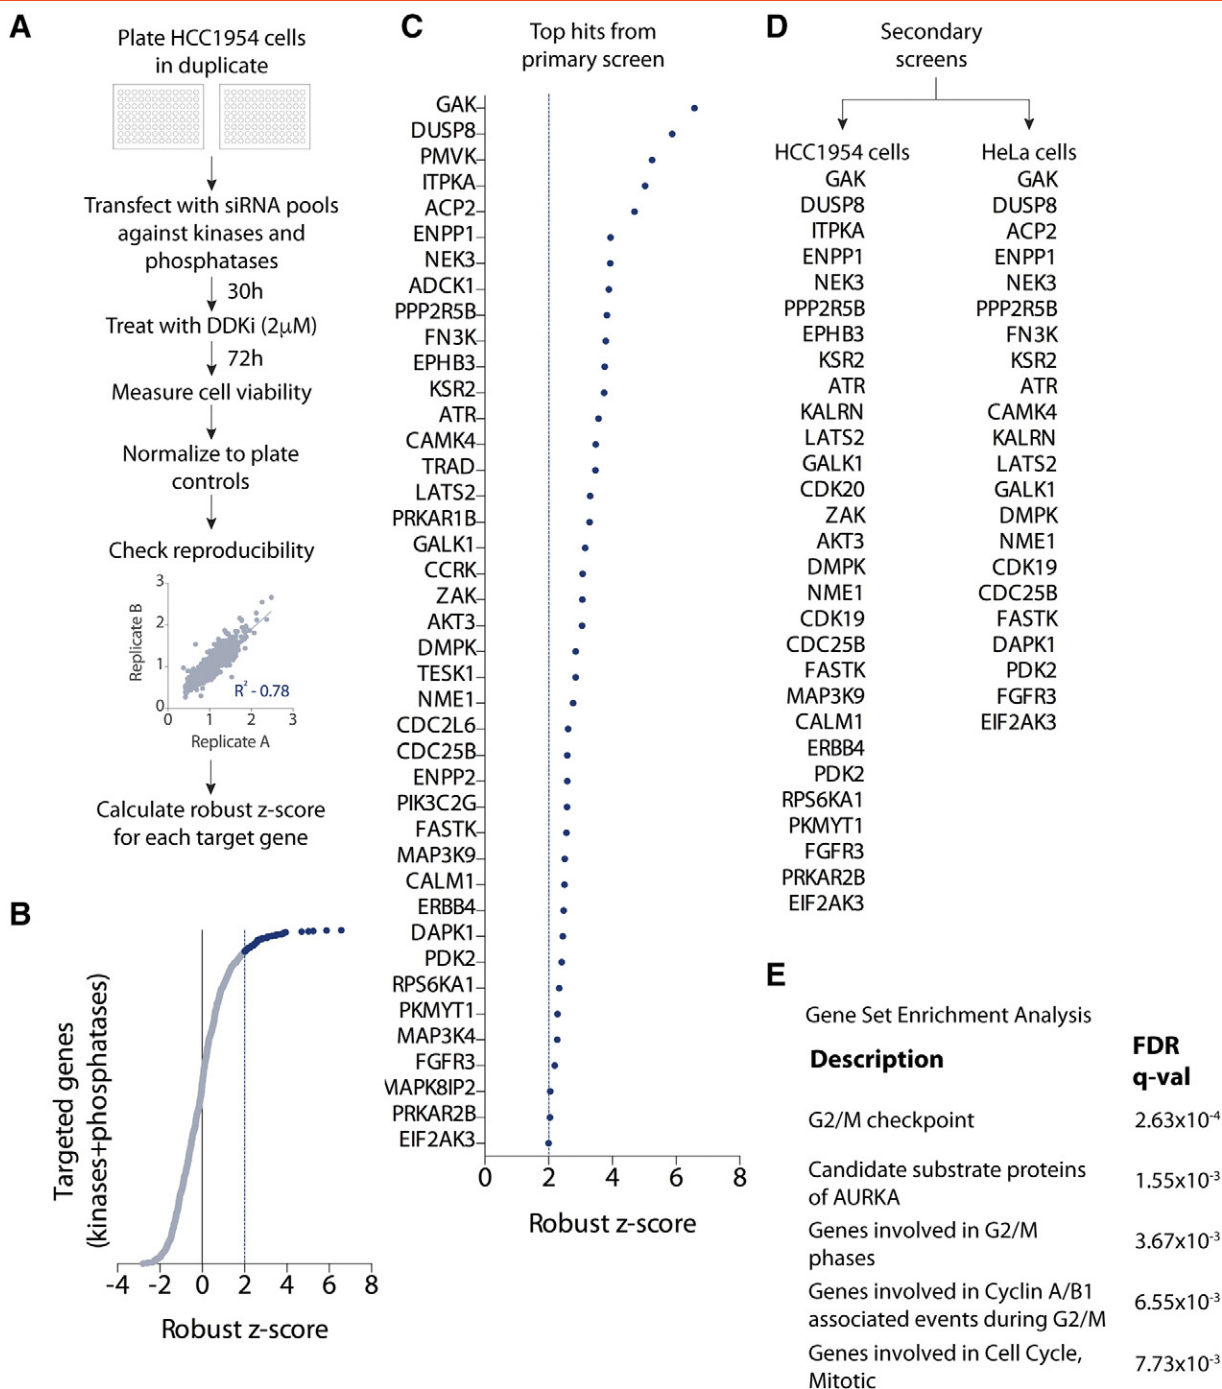 A
Plate HCC1954 cells
in duplicate
Transfect with siRNA pools
against kinases and
phosphatases
30h
Treat with DDKi (2μM)
72h
Measure cell viability
Normalize to plate
controls
Check reproducibility
Replicate B
3
2
1
0
R² - 0.78
0 1 2 3
Replicate A
Calculate robust z-score
for each target gene
B
Targeted genes
(kinases+phosphatases)
-4 -2 0 2 4 6 8
Robust z-score
C
Top hits from
primary screen
GAK
DUSP8
PMVK
ITPKA
ACP2
ENPP1
NEK3
ADCK1
PPP2R5B
FN3K
EPHB3
KSR2
ATR
CAMK4
TRAD
LATS2
PRKAR1B
GALK1
CCRK
ZAK
AKT3
DMPK
TESK1
NME1
CDC2L6
CDC25B
ENPP2
PIK3C2G
FASTK
MAP3K9
CALM1
ERBB4
DAPK1
PDK2
RPS6KA1
PKMYT1
MAP3K4
FGFR3
MAPK8IP2
PRKAR2B
EIF2AK3
0 2 4 6 8
Robust z-score
D
Secondary
screens
HCC1954 cells
GAK
DUSP8
ITPKA
ENPP1
NEK3
PPP2R5B
EPHB3
KSR2
ATR
KALRN
LATS2
GALK1
CDK20
ZAK
AKT3
DMPK
NME1
CDK19
CDC25B
FASTK
MAP3K9
CALM1
ERBB4
PDK2
RPS6KA1
PKMYT1
FGFR3
PRKAR2B
EIF2AK3
HeLa cells
GAK
DUSP8
ACP2
ENPP1
NEK3
PPP2R5B
FN3K
KSR2
ATR
CAMK4
KALRN
LATS2
GALK1
DMPK
NME1
CDK19
CDC25B
FASTK
DAPK1
PDK2
FGFR3
EIF2AK3
E
Gene Set Enrichment Analysis
Description
FDR
q-val
G2/M checkpoint
2.63x10⁻⁴
Candidate substrate proteins
of AURKA
1.55x10⁻³
Genes involved in G2/M
phases
3.67x10⁻³
Genes involved in Cyclin A/B1
associated events during G2/M
6.55x10⁻³
Genes involved in Cell Cycle,
Mitotic
7.73x10⁻³